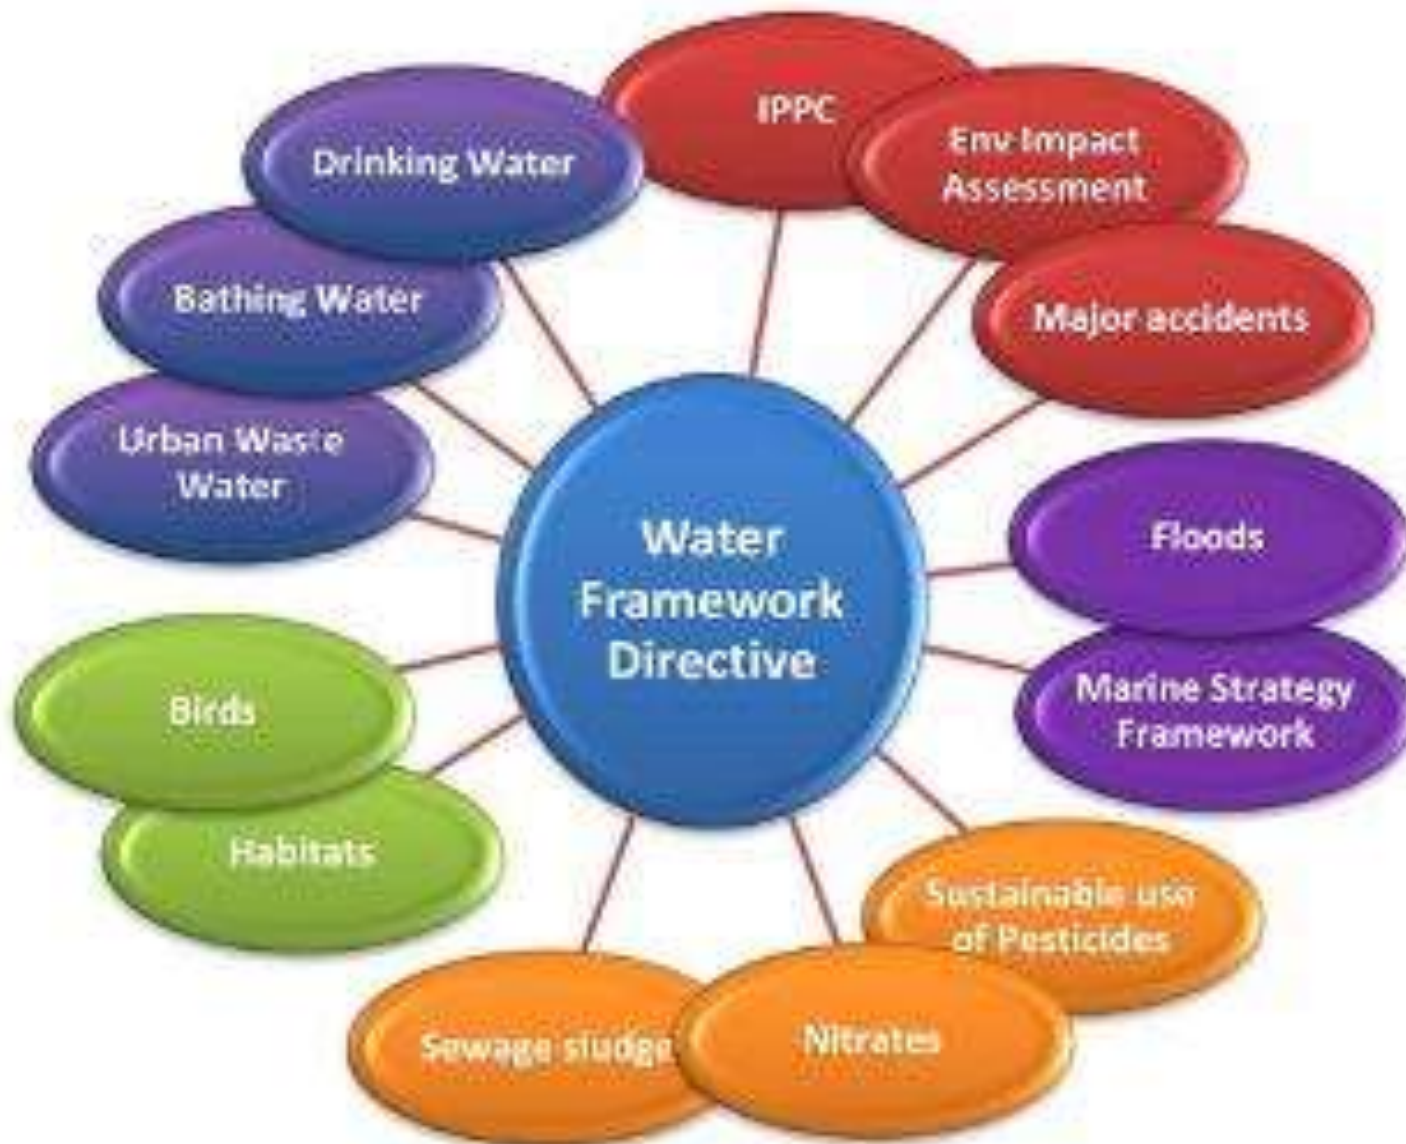 IPPC
Env Impact
Assessment
Drinking Water
Major accidents
Bathing Water
Urban Waste
Water
Floods
Water
Framework
Directive
Marine Strategy
Framework
Birds
Habitats
Sustainable use
of Pesticides
Nitrates
Sewage sludge